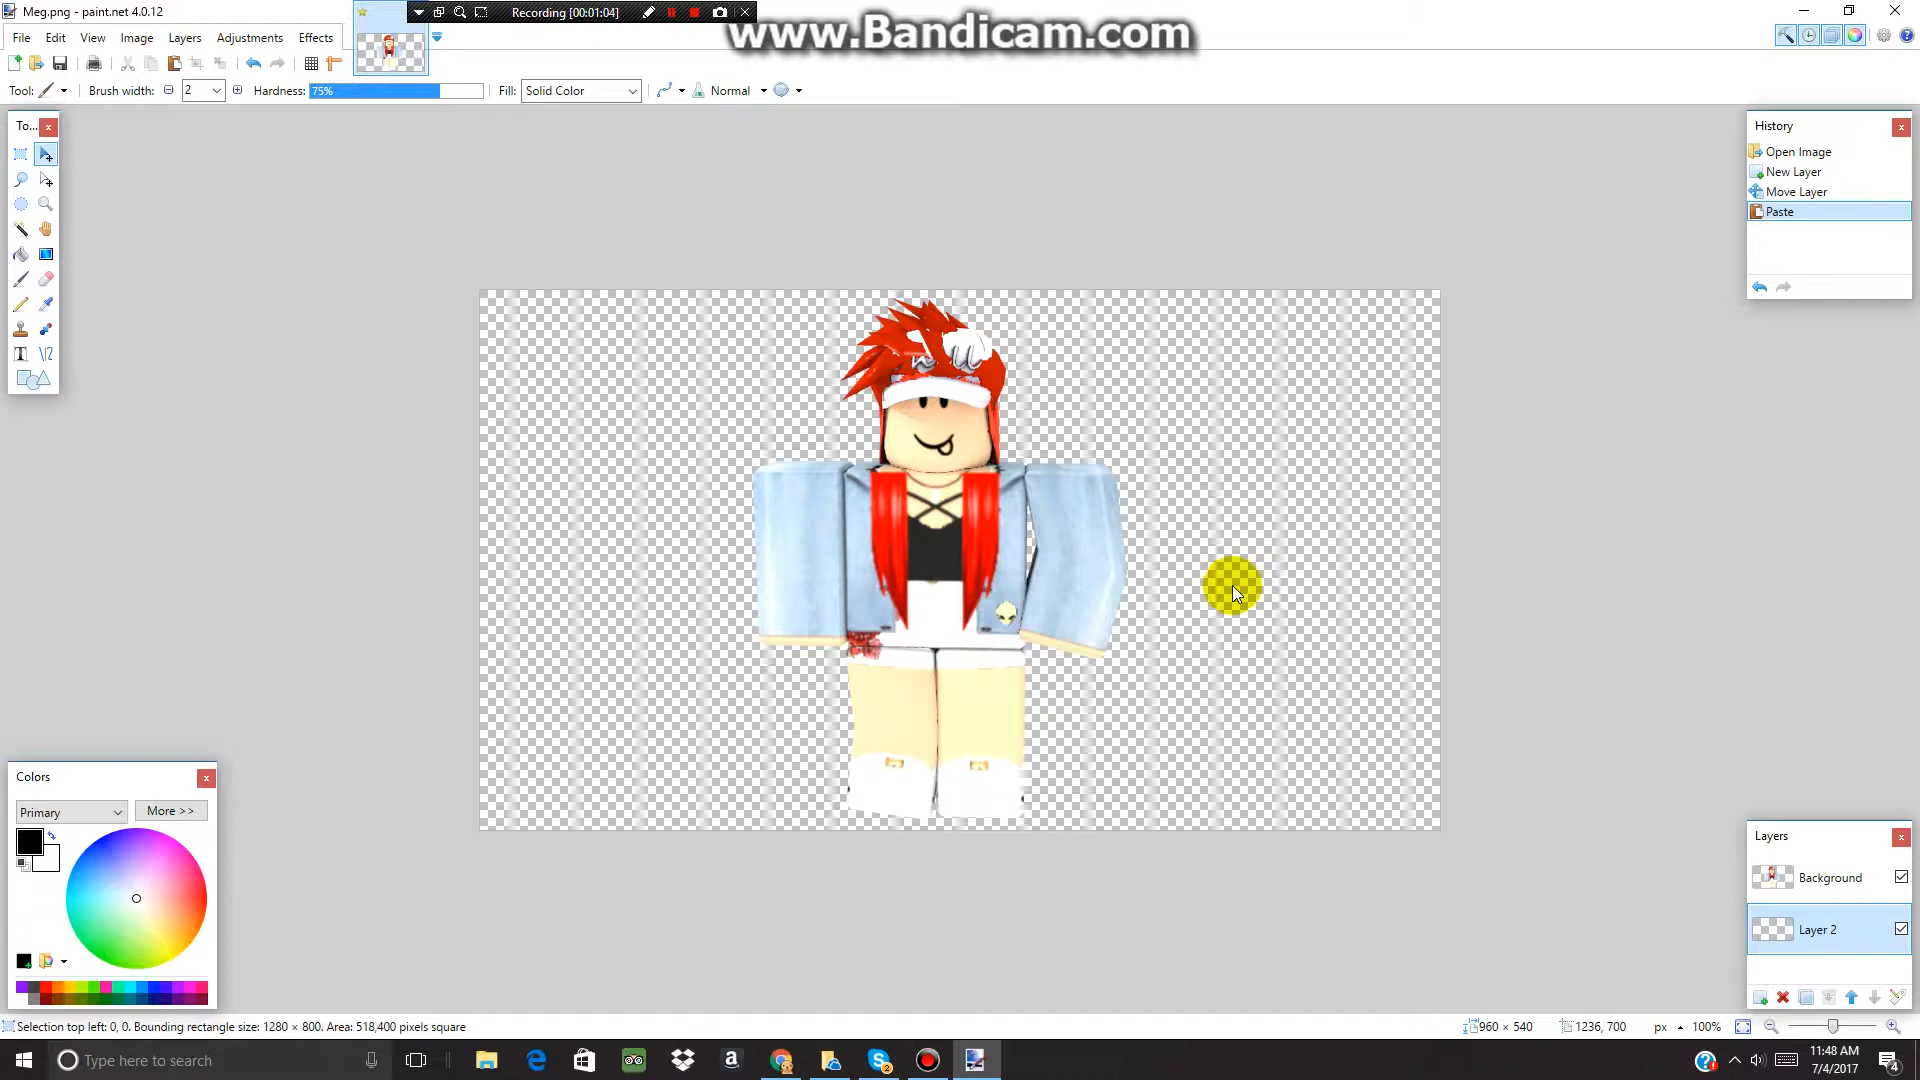 Meg.png - paint.net 4.0.12
Recording [00:01:04]
www.Bandicam.com
File Edit View Image Layers Adjustments Effects
Tool: Brush width: 2 Hardness: 75% Fill: Solid Color Normal
To...
History
Open Image
New Layer
Move Layer
Paste
Colors
Primary More >>
Layers
Background
Layer 2
Selection top left: 0, 0. Bounding rectangle size: 1280 × 800. Area: 518,400 pixels square
960 × 540 1236, 700 px 100%
Type here to search
11:48 AM
7/4/2017